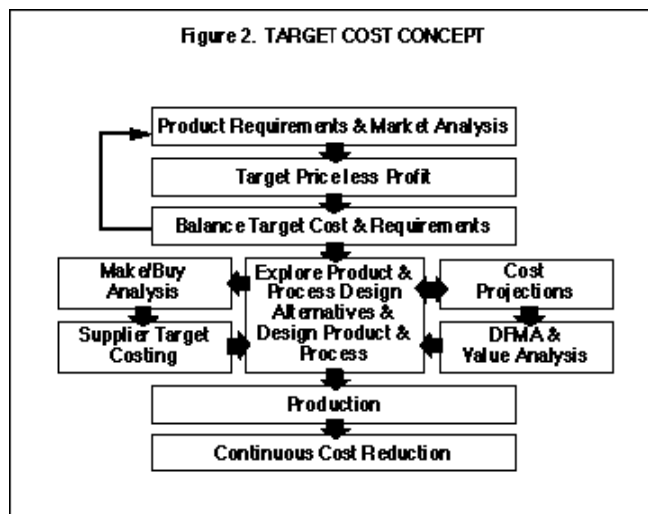 Figure 2. TARGET COST CONCEPT
Product Requirements & Market Analysis
Target Price less Profit
Balance Target Cost & Requirements
Make/Buy
Analysis
Explore Product &
Process Design
Alternatives &
Design Product &
Process
Cost
Projections
Supplier Target
Costing
DFMA &
Value Analysis
Production
Continuous Cost Reduction